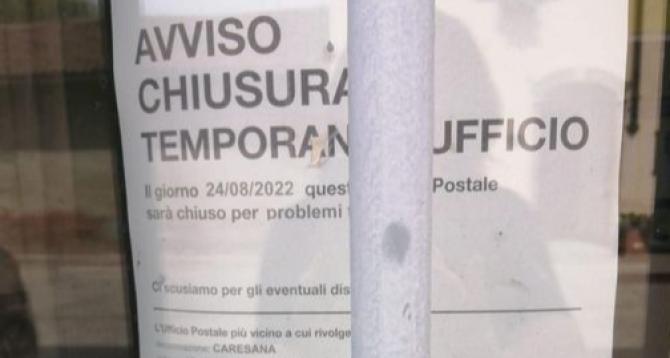 AVVISO
CHIUSURA
TEMPORAN UFFICIO
Il giorno 24/08/2022 quest Postale
sarà chiuso per problemi
Ci scusiamo per gli eventuali dis
L'Ufficio Postale più vicino a cui rivolge
CARESANA